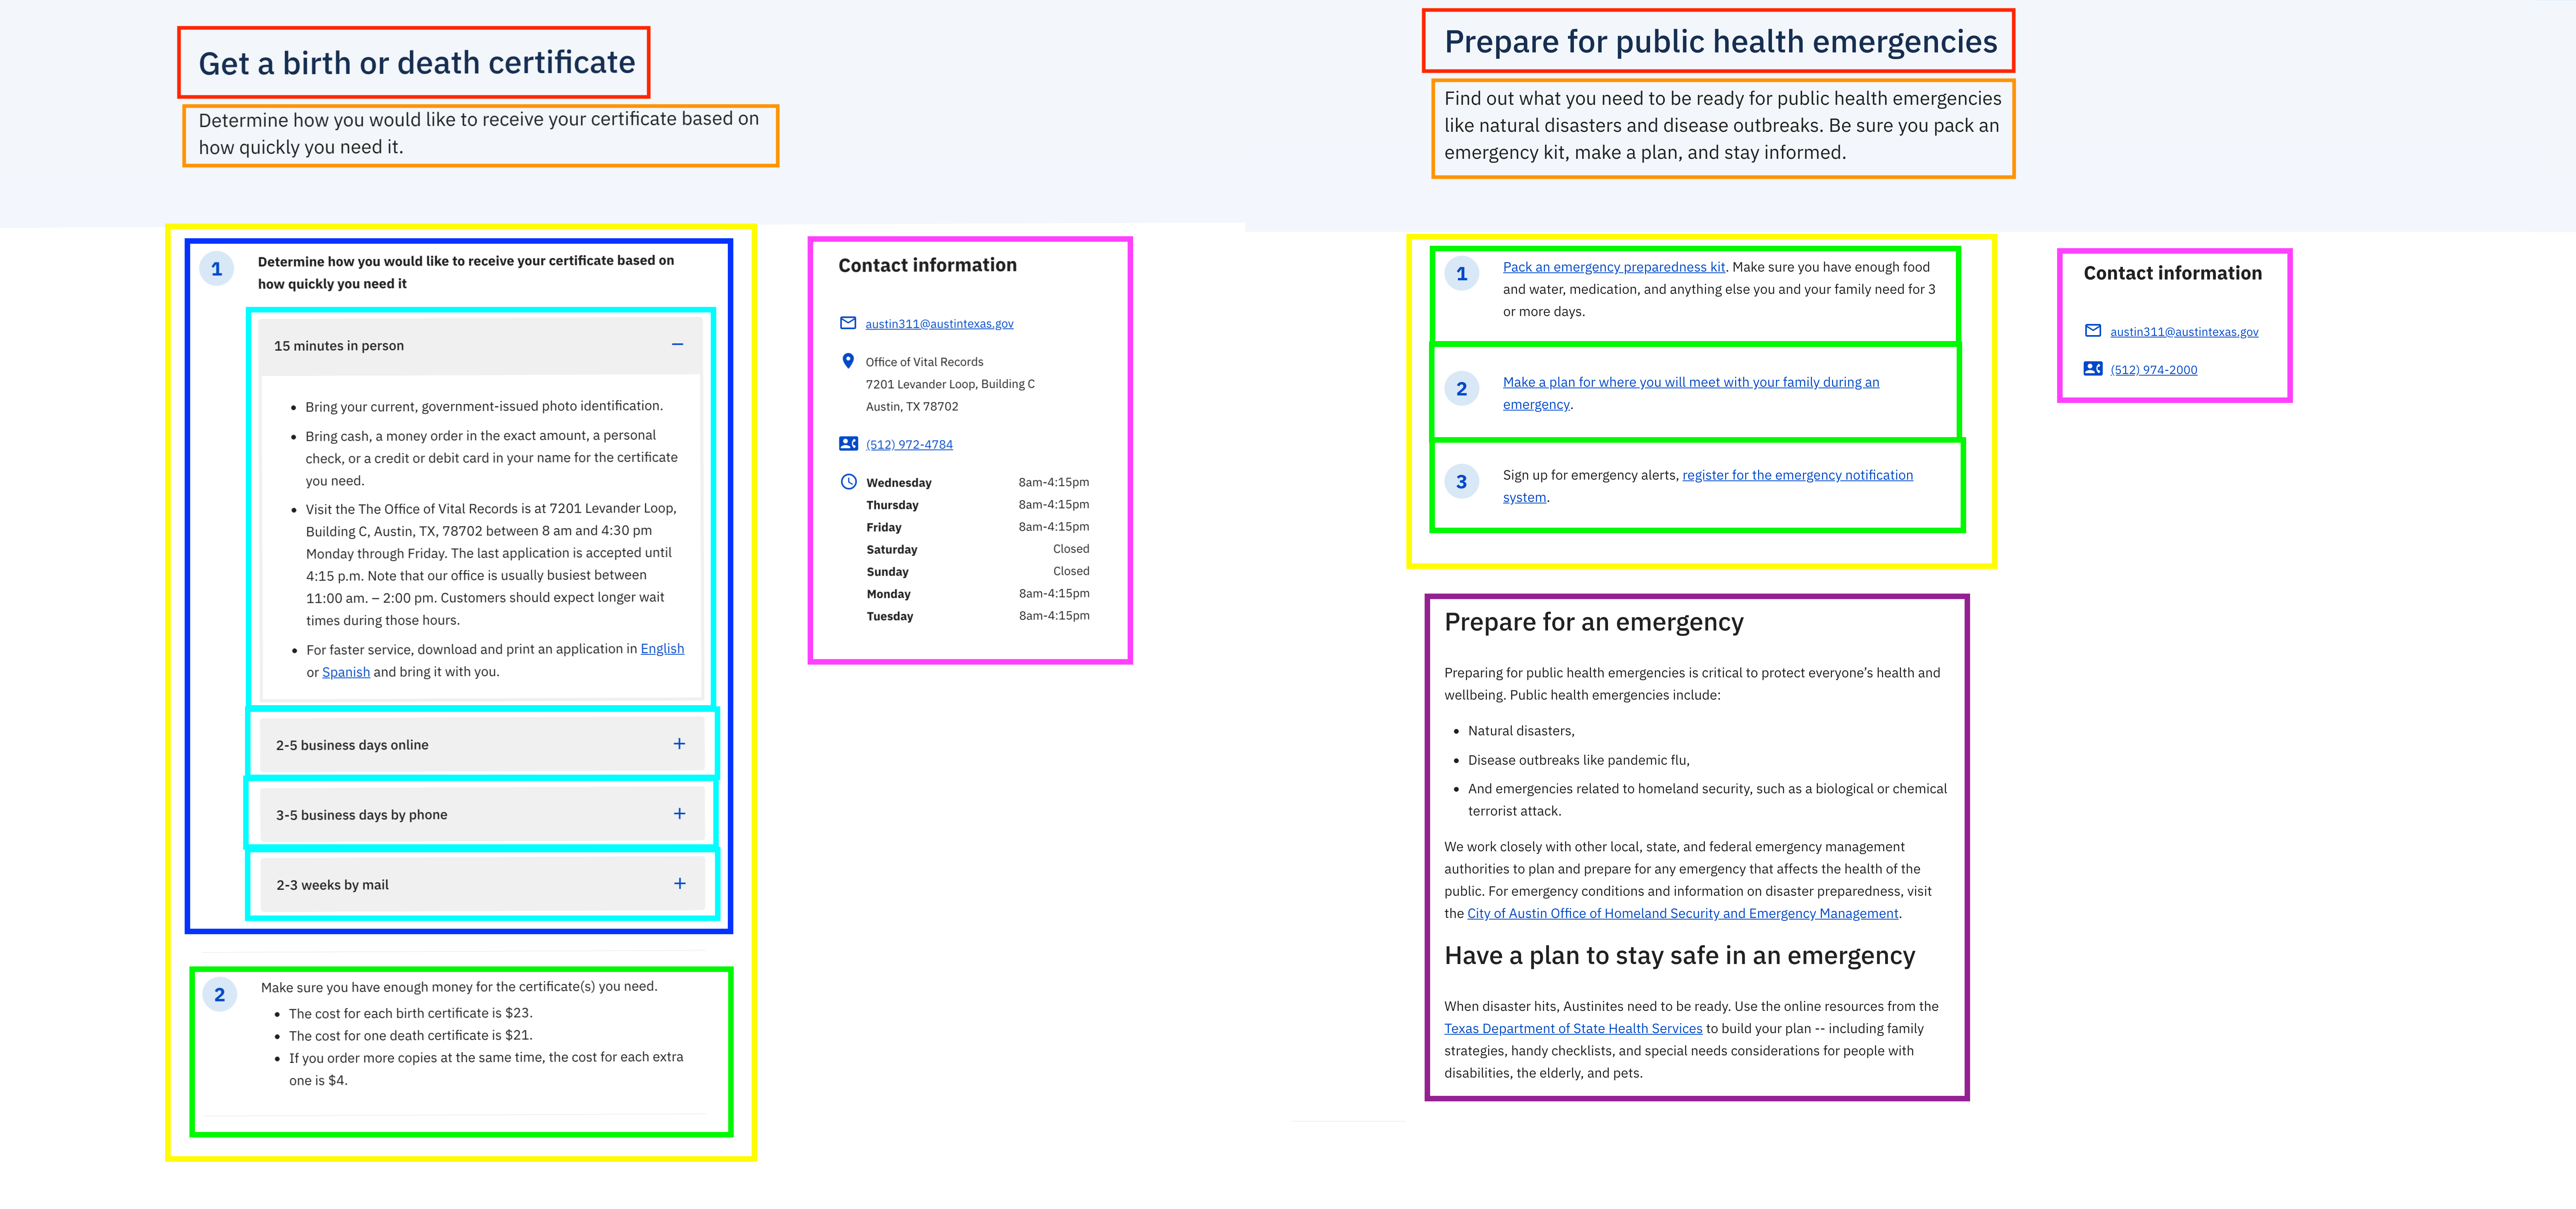 Get a birth or death certificate
Determine how you would like to receive your certificate based on
how quickly you need it.
1
Determine how you would like to receive your certificate based on
how quickly you need it
15 minutes in person
Bring your current, government-issued photo identification.
Bring cash, a money order in the exact amount, a personal
check, or a credit or debit card in your name for the certificate
you need.
Visit the The Office of Vital Records is at 7201 Levander Loop,
Building C, Austin, TX, 78702 between 8 am and 4:30 pm
Monday through Friday. The last application is accepted until
4:15 p.m. Note that our office is usually busiest between
11:00 am. – 2:00 pm. Customers should expect longer wait
times during those hours.
For faster service, download and print an application in English
or Spanish and bring it with you.
2-5 business days online
3-5 business days by phone
2-3 weeks by mail
2
Make sure you have enough money for the certificate(s) you need.
The cost for each birth certificate is $23.
The cost for one death certificate is $21.
If you order more copies at the same time, the cost for each extra
one is $4.
Contact information
austin311@austintexas.gov
Office of Vital Records
7201 Levander Loop, Building C
Austin, TX 78702
(512) 972-4784
Wednesday 8am-4:15pm
Thursday 8am-4:15pm
Friday 8am-4:15pm
Saturday Closed
Sunday Closed
Monday 8am-4:15pm
Tuesday 8am-4:15pm
Prepare for public health emergencies
Find out what you need to be ready for public health emergencies
like natural disasters and disease outbreaks. Be sure you pack an
emergency kit, make a plan, and stay informed.
1
Pack an emergency preparedness kit. Make sure you have enough food
and water, medication, and anything else you and your family need for 3
or more days.
2
Make a plan for where you will meet with your family during an
emergency.
3
Sign up for emergency alerts, register for the emergency notification
system.
Contact information
austin311@austintexas.gov
(512) 974-2000
Prepare for an emergency
Preparing for public health emergencies is critical to protect everyone’s health and
wellbeing. Public health emergencies include:
Natural disasters,
Disease outbreaks like pandemic flu,
And emergencies related to homeland security, such as a biological or chemical
terrorist attack.
We work closely with other local, state, and federal emergency management
authorities to plan and prepare for any emergency that affects the health of the
public. For emergency conditions and information on disaster preparedness, visit
the City of Austin Office of Homeland Security and Emergency Management.
Have a plan to stay safe in an emergency
When disaster hits, Austinites need to be ready. Use the online resources from the
Texas Department of State Health Services to build your plan -- including family
strategies, handy checklists, and special needs considerations for people with
disabilities, the elderly, and pets.